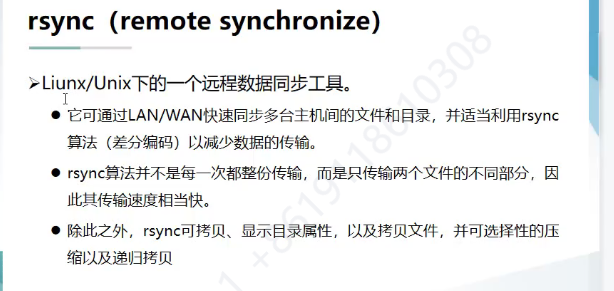 rsync（remote synchronize）
➢Liunx/Unix下的一个远程数据同步工具。
● 它可通过LAN/WAN快速同步多台主机间的文件和目录，并适当利用rsync
算法（差分编码）以减少数据的传输。
● rsync算法并不是每一次都整份传输，而是只传输两个文件的不同部分，因
此其传输速度相当快。
● 除此之外，rsync可拷贝、显示目录属性，以及拷贝文件，并可选择性的压
缩以及递归拷贝
1 +8619118010308